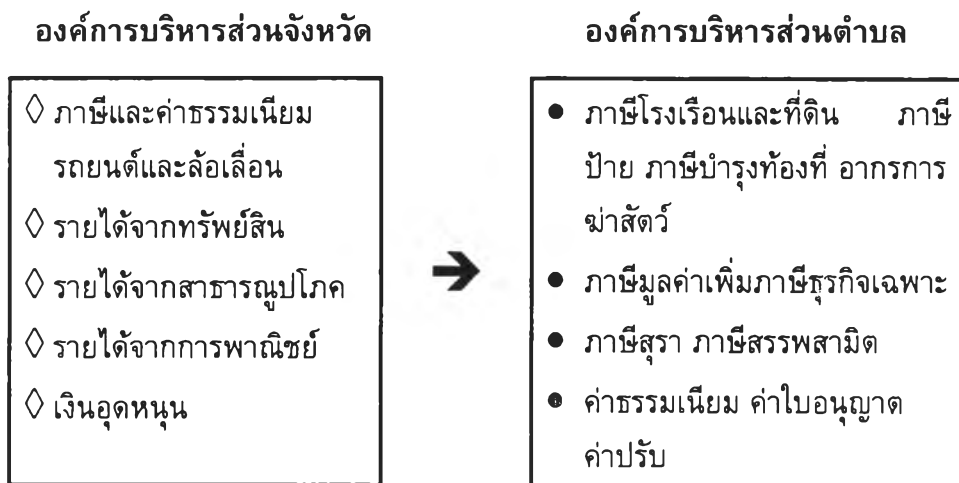 องค์การบริหารส่วนจังหวัด
◊ ภาษีและค่าธรรมเนียม
รถยนต์และล้อเลื่อน
◊ รายได้จากทรัพย์สิน
◊ รายได้จากสาธารณูปโภค
◊ รายได้จากการพาณิชย์
◊ เงินอุดหนุน
องค์การบริหารส่วนตำบล
● ภาษีโรงเรือนและที่ดิน ภาษี
ป้าย ภาษีบำรุงท้องที่ อากรการ
ฆ่าสัตว์
● ภาษีมูลค่าเพิ่มภาษีธุรกิจเฉพาะ
● ภาษีสุรา ภาษีสรรพสามิต
● ค่าธรรมเนียม ค่าใบอนุญาต
ค่าปรับ